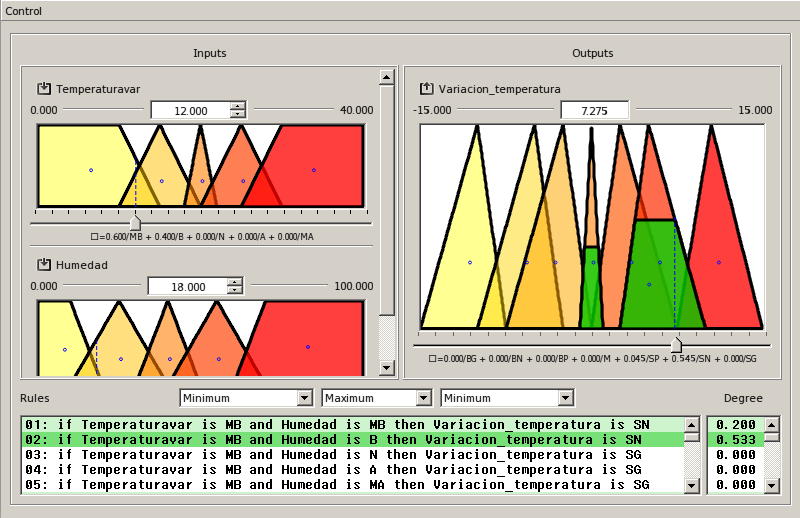 Control
Inputs
Outputs
Temperaturavar
0.000 12.000 40.000
□=0.600/MB + 0.400/B + 0.000/N + 0.000/A + 0.000/MA
Humedad
0.000 18.000 100.000
Variacion_temperatura
-15.000 7.275 15.000
□=0.000/BG + 0.000/BN + 0.000/BP + 0.000/M + 0.045/SP + 0.545/SN + 0.000/SG
Rules Minimum Maximum Minimum Degree
01: if Temperaturavar is MB and Humedad is MB then Variacion_temperatura is SN 0.200
02: if Temperaturavar is MB and Humedad is B then Variacion_temperatura is SN 0.533
03: if Temperaturavar is MB and Humedad is N then Variacion_temperatura is SG 0.000
04: if Temperaturavar is MB and Humedad is A then Variacion_temperatura is SG 0.000
05: if Temperaturavar is MB and Humedad is MA then Variacion_temperatura is SG 0.000